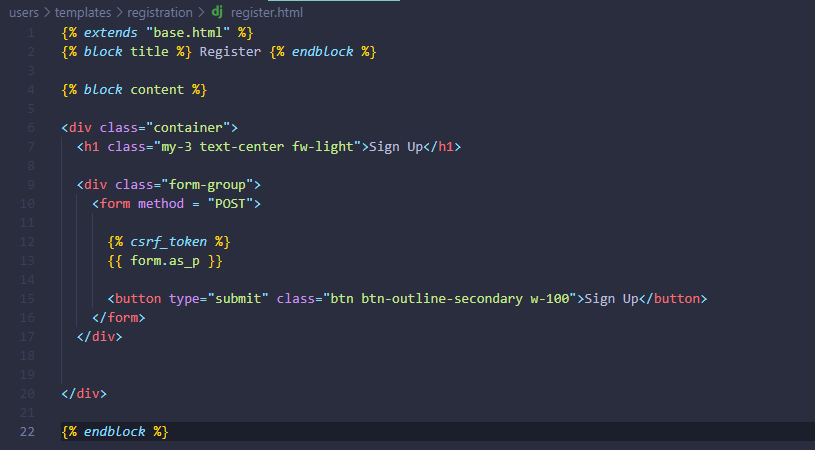 users > templates > registration > dj register.html
1 {% extends "base.html" %}
2 {% block title %} Register {% endblock %}
3
4 {% block content %}
5
6 <div class="container">
7 <h1 class="my-3 text-center fw-light">Sign Up</h1>
8
9 <div class="form-group">
10 <form method = "POST">
11
12 {% csrf_token %}
13 {{ form.as_p }}
14
15 <button type="submit" class="btn btn-outline-secondary w-100">Sign Up</button>
16 </form>
17 </div>
18
19
20 </div>
21
22 {% endblock %}